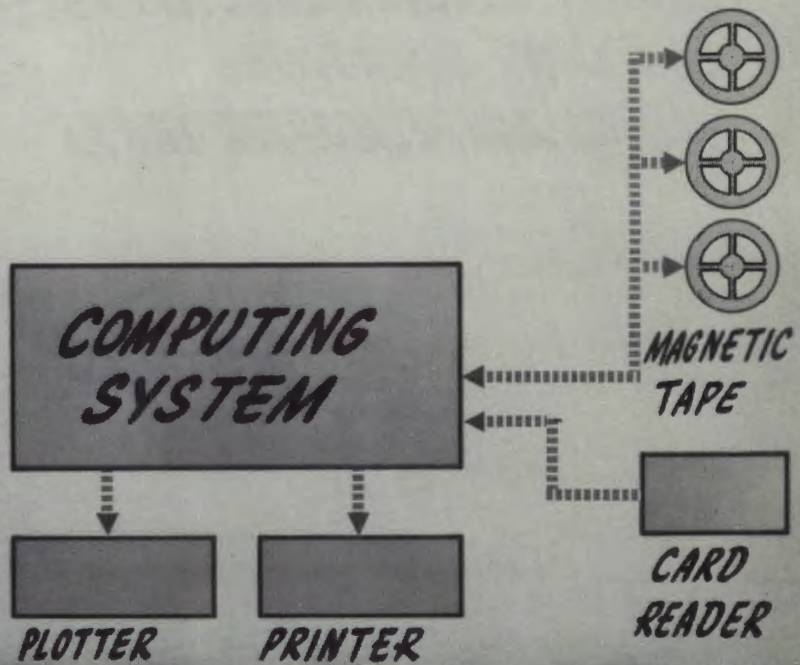 COMPUTING
SYSTEM
MAGNETIC
TAPE
CARD
READER
PLOTTER
PRINTER